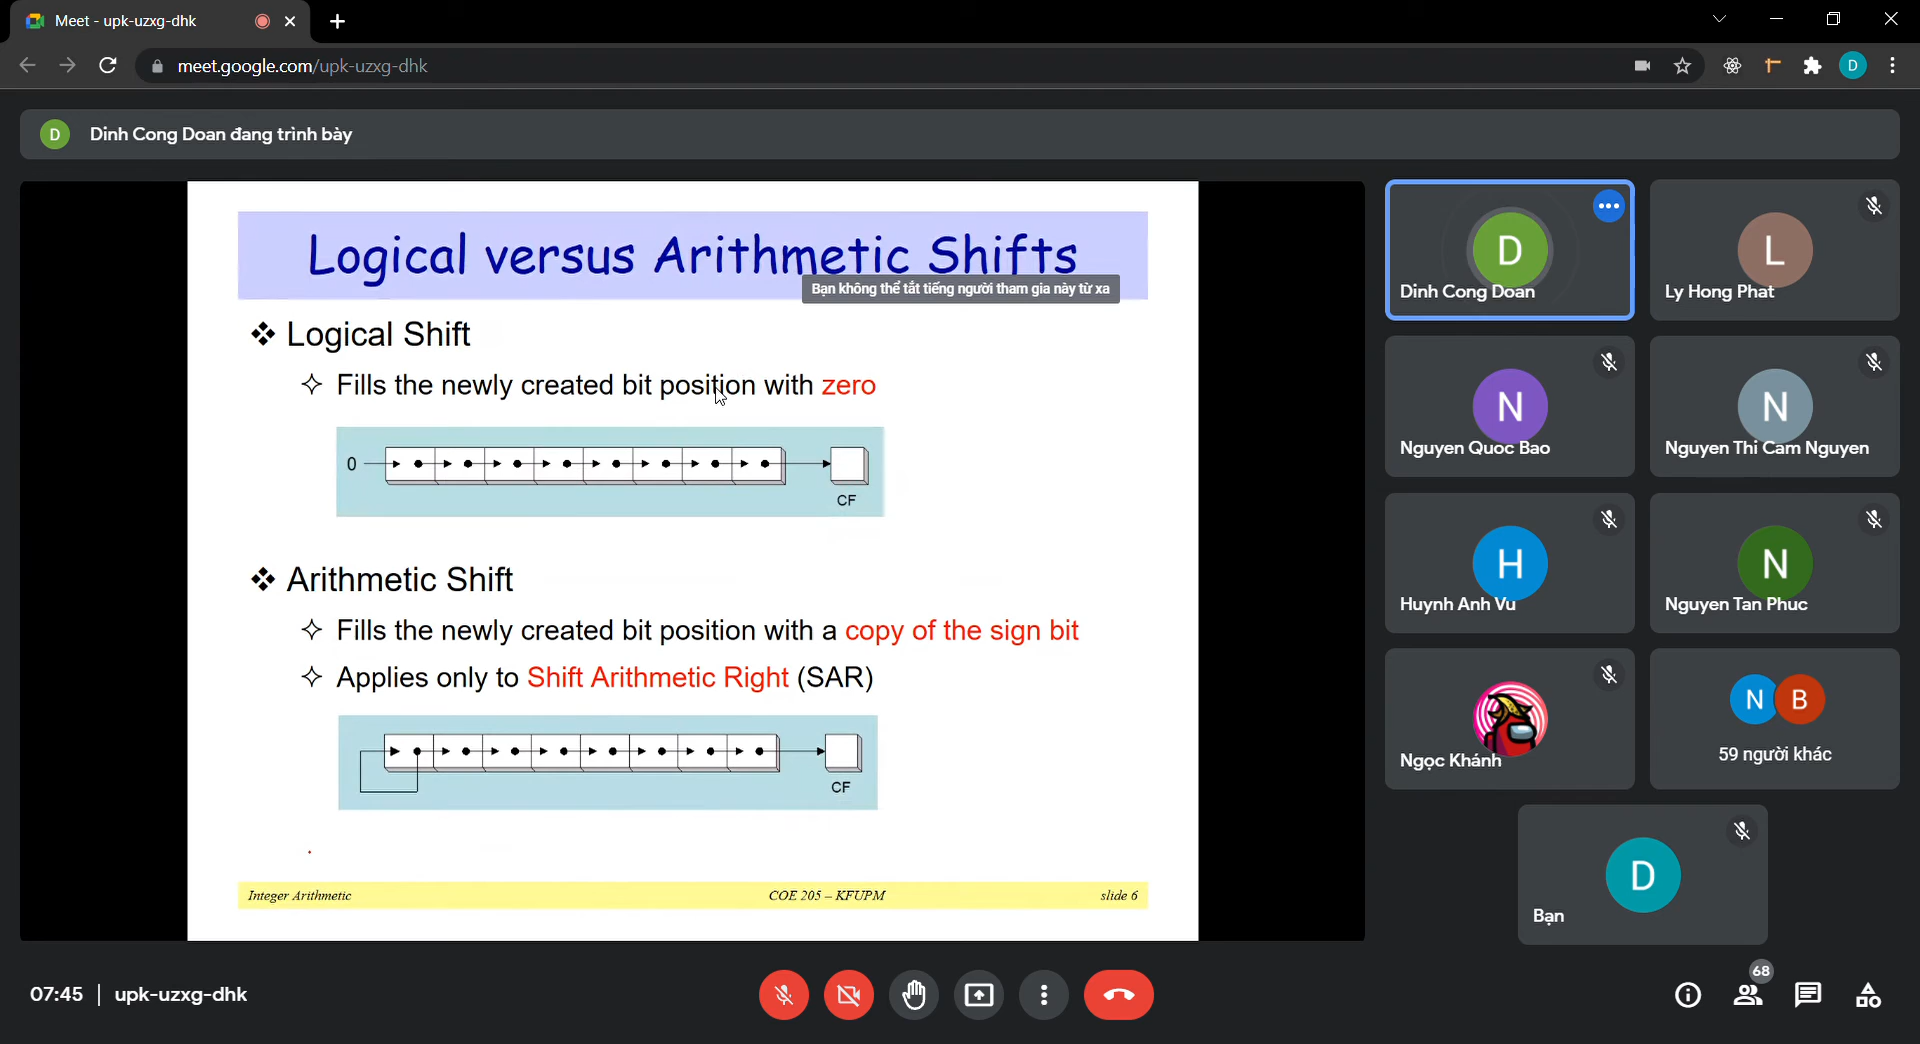 Meet - upk-uzxg-dhk
meet.google.com/upk-uzxg-dhk
D
D
Dinh Cong Doan đang trình bày
Logical versus Arithmetic Shifts
Bạn không thể tắt tiếng người tham gia này từ xa
Logical Shift
Fills the newly created bit position with zero
0
CF
Arithmetic Shift
Fills the newly created bit position with a copy of the sign bit
Applies only to Shift Arithmetic Right (SAR)
CF
Integer Arithmetic
COE 205 – KFUPM
slide 6
D
Dinh Cong Doan
L
Ly Hong Phat
N
Nguyen Quoc Bao
N
Nguyen Thi Cam Nguyen
H
Huynh Anh Vu
N
Nguyen Tan Phuc
Ngọc Khánh
N
B
59 người khác
D
Bạn
07:45 | upk-uzxg-dhk
68